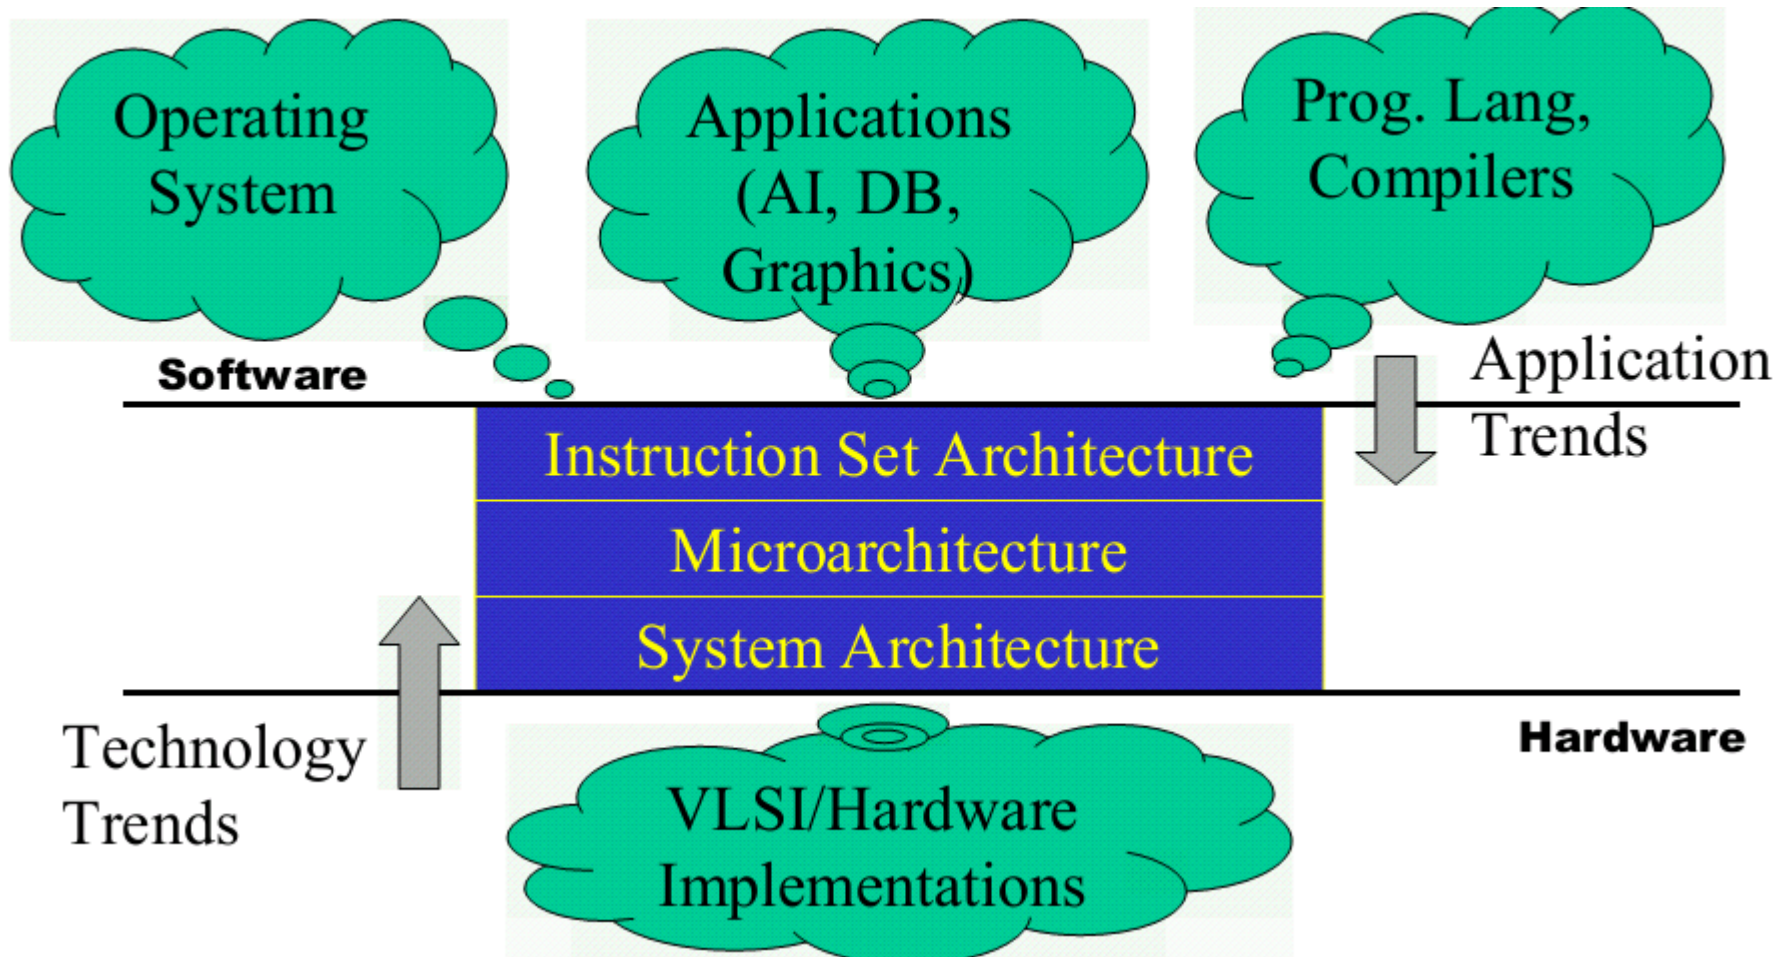 Operating
System
Applications
(AI, DB,
Graphics)
Prog. Lang,
Compilers
Software
Application
Trends
Instruction Set Architecture
Microarchitecture
System Architecture
Technology
Trends
Hardware
VLSI/Hardware
Implementations